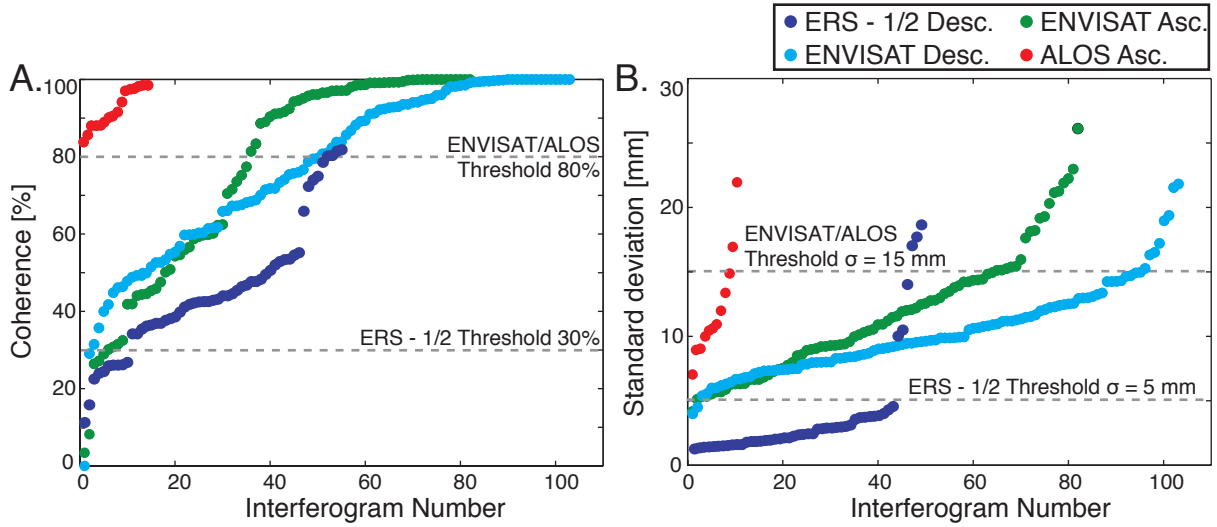 ERS - 1/2 Desc.
ENVISAT Asc.
ENVISAT Desc.
ALOS Asc.
A.
100
80
60
40
20
0
Coherence [%]
ENVISAT/ALOS
Threshold 80%
ERS - 1/2 Threshold 30%
0
20
40
60
80
100
Interferogram Number
B.
30
20
10
0
Standard deviation [mm]
ENVISAT/ALOS
Threshold σ = 15 mm
ERS - 1/2 Threshold σ = 5 mm
0
20
40
60
80
100
Interferogram Number